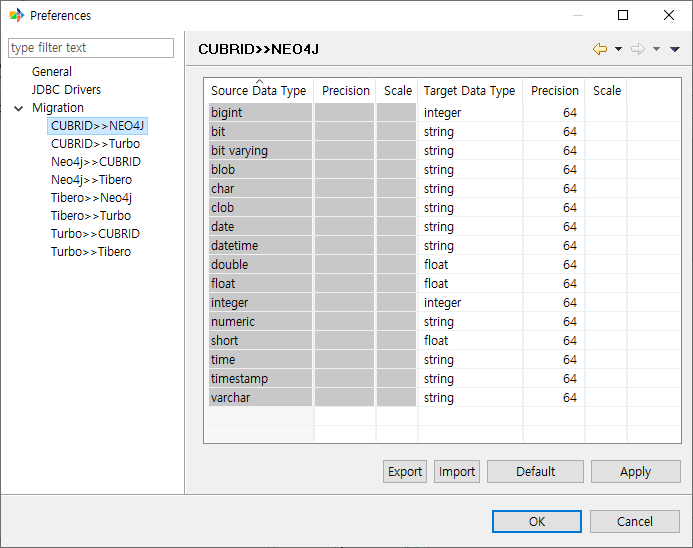 Preferences
type filter text
General
JDBC Drivers
Migration
CUBRID>>NEO4J
CUBRID>>Turbo
Neo4j>>CUBRID
Neo4j>>Tibero
Tibero>>Neo4j
Tibero>>Turbo
Turbo>>CUBRID
Turbo>>Tibero
CUBRID>>NEO4J
Source Data Type Precision Scale Target Data Type Precision Scale
bigint integer 64
bit string 64
bit varying string 64
blob string 64
char string 64
clob string 64
date string 64
datetime string 64
double float 64
float float 64
integer integer 64
numeric string 64
short float 64
time string 64
timestamp string 64
varchar string 64
Export Import Default Apply
OK Cancel